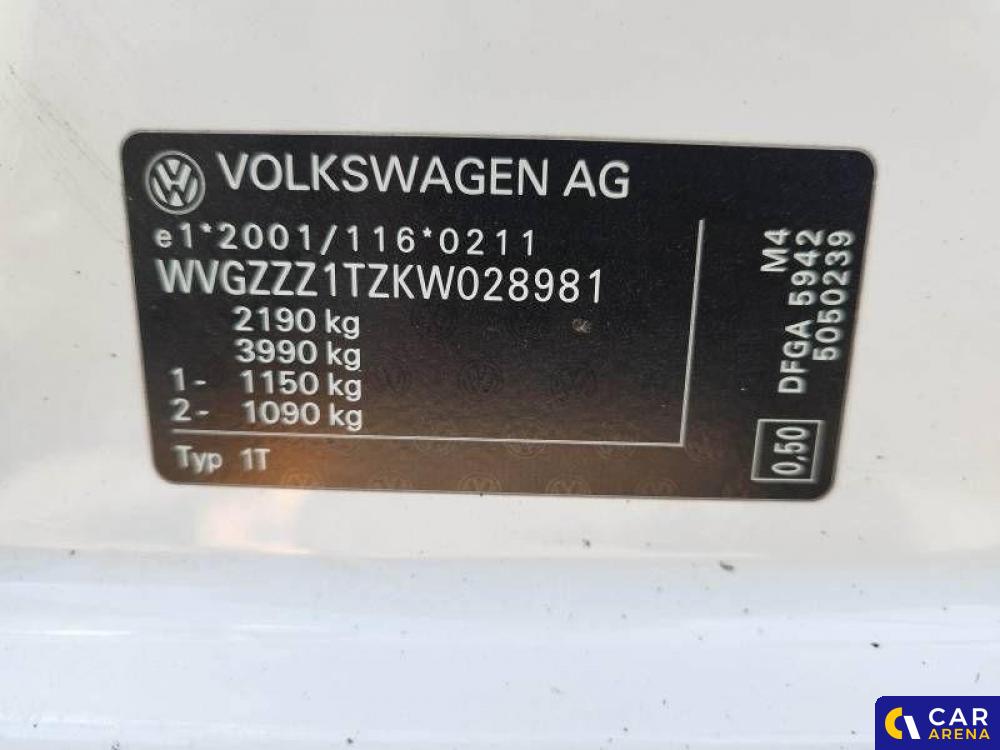 VOLKSWAGEN AG
e1*2001/116*0211
WVGZZZ1TZKW028981
2190 kg
3990 kg
1- 1150 kg
2- 1090 kg
Typ 1T
M4
DFGA 5942
5050239
0,50
CAR
ARENA